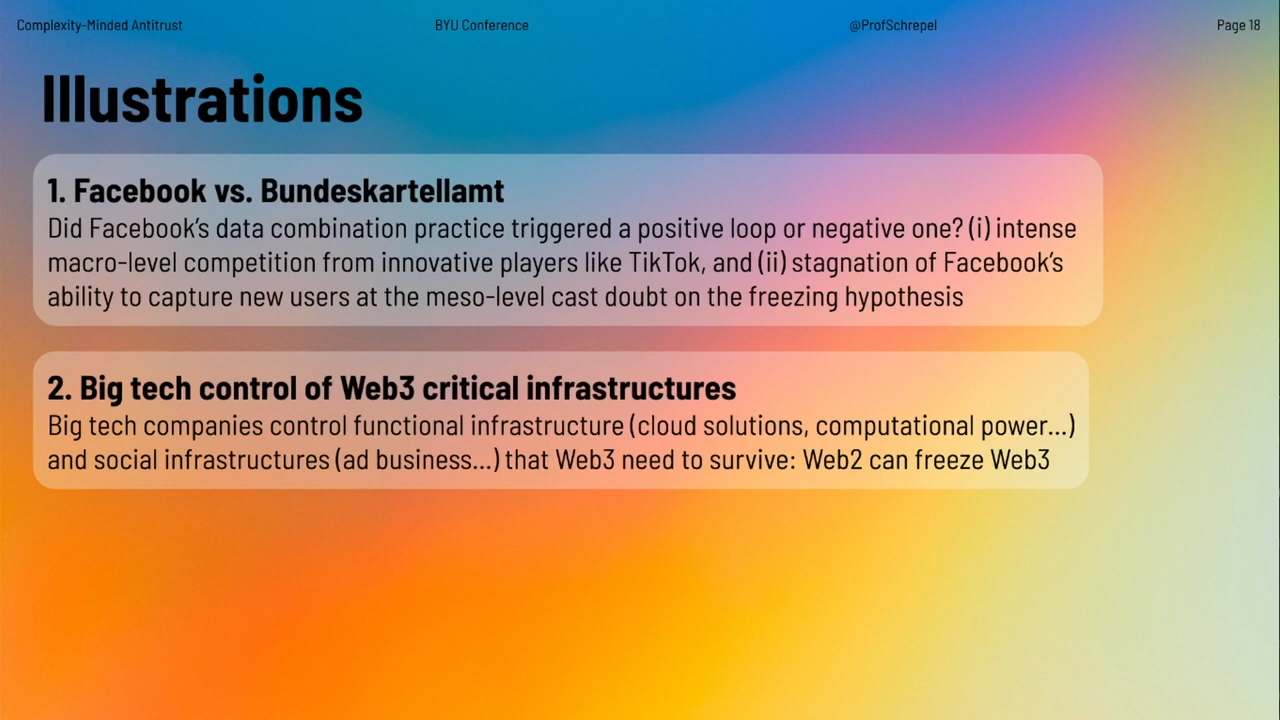 Complexity-Minded Antitrust
BYU Conference
@ProfSchrepel
Page 18
Illustrations
1. Facebook vs. Bundeskartellamt
Did Facebook’s data combination practice triggered a positive loop or negative one? (i) intense
macro-level competition from innovative players like TikTok, and (ii) stagnation of Facebook’s
ability to capture new users at the meso-level cast doubt on the freezing hypothesis
2. Big tech control of Web3 critical infrastructures
Big tech companies control functional infrastructure (cloud solutions, computational power…)
and social infrastructures (ad business…) that Web3 need to survive: Web2 can freeze Web3